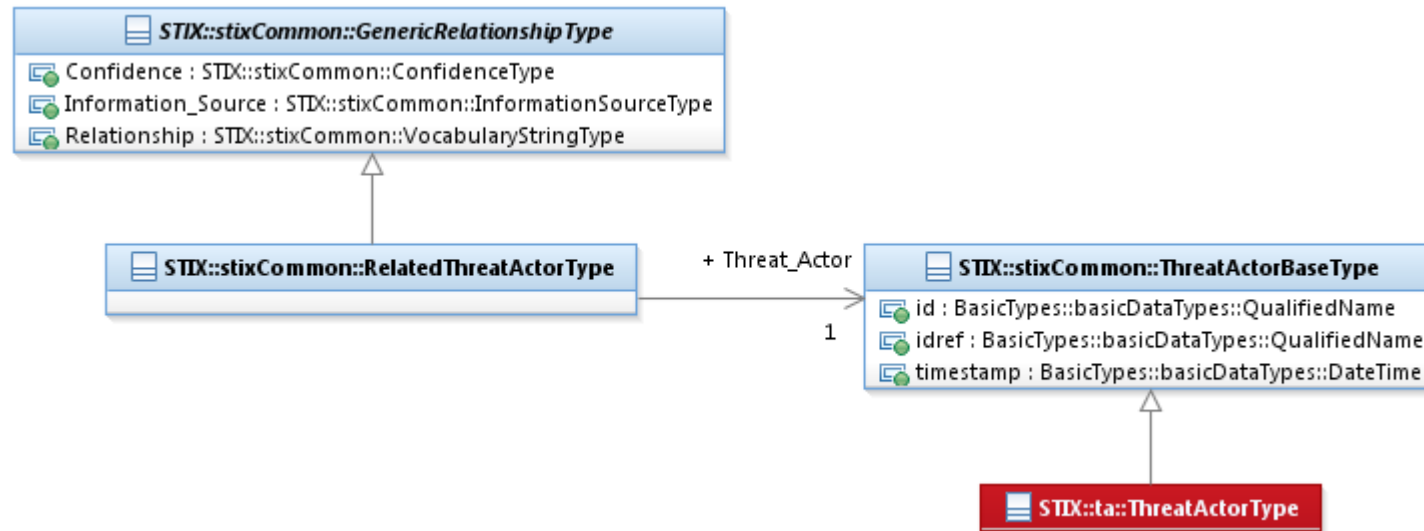 STIX::stixCommon::GenericRelationshipType
Confidence : STIX::stixCommon::ConfidenceType
Information_Source : STIX::stixCommon::InformationSourceType
Relationship : STIX::stixCommon::VocabularyStringType
STIX::stixCommon::RelatedThreatActorType
+ Threat_Actor
1
STIX::stixCommon::ThreatActorBaseType
id : BasicTypes::basicDataTypes::QualifiedName
idref : BasicTypes::basicDataTypes::QualifiedName
timestamp : BasicTypes::basicDataTypes::DateTime
STIX::ta::ThreatActorType